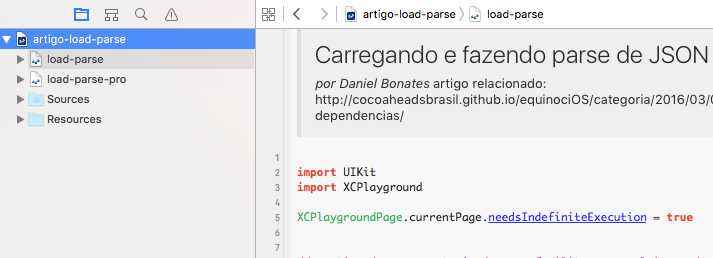 artigo-load-parse
load-parse
load-parse-pro
Sources
Resources
artigo-load-parse
load-parse
Carregando e fazendo parse de JSON
por Daniel Bonates artigo relacionado:
http://cocoaheadsbrasil.github.io/equinociOS/categoria/2016/03/
dependencias/
1
2 import UIKit
3 import XCPlayground
4
5 XCPlaygroundPage.currentPage.needsIndefiniteExecution = true
6
7